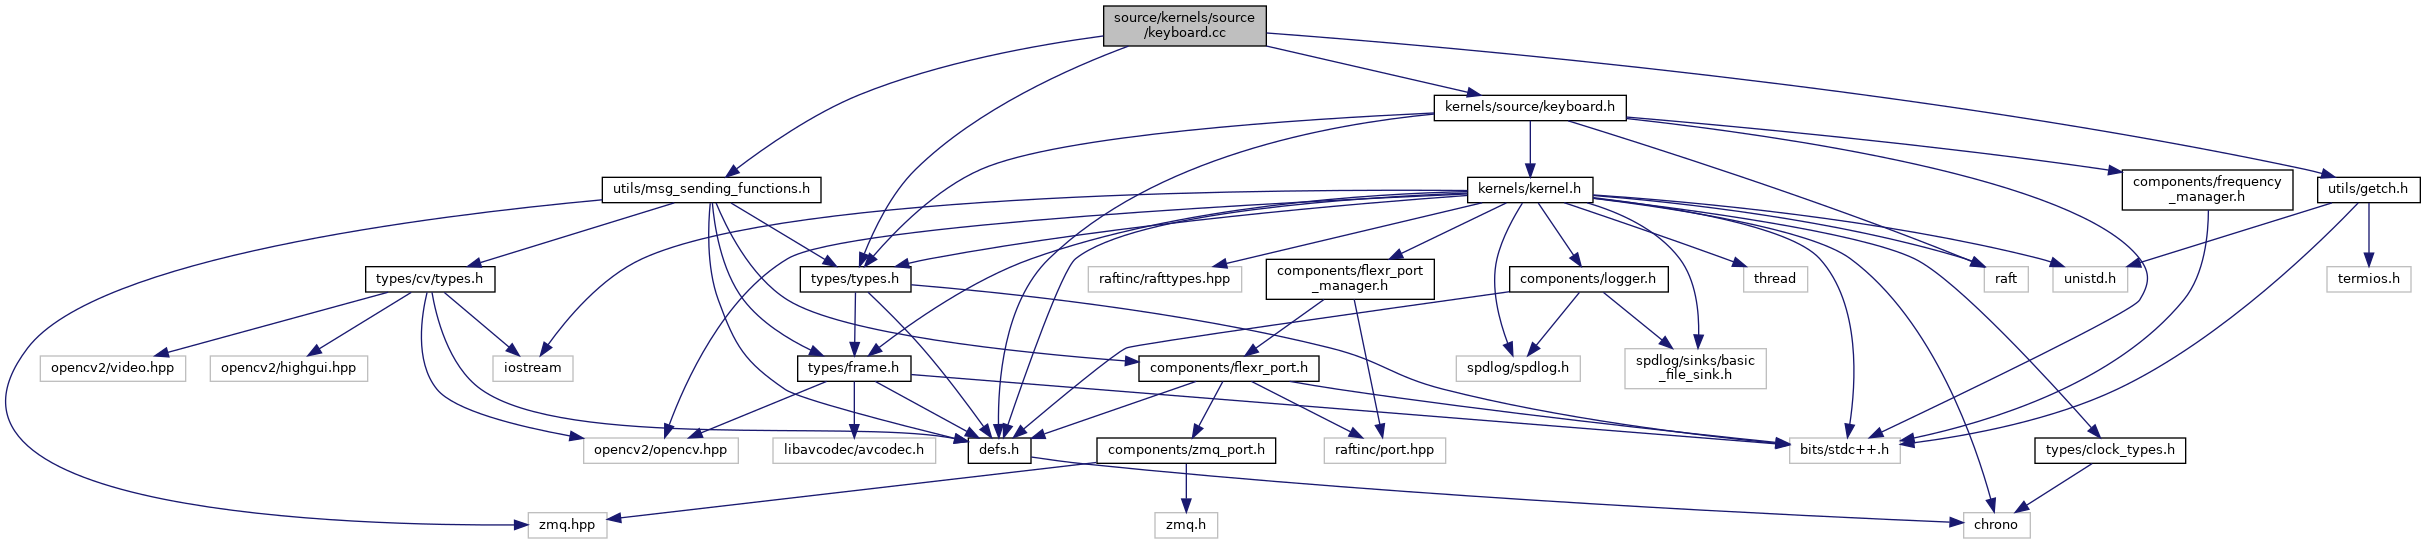 source/kernels/source
/keyboard.cc
kernels/source/keyboard.h
utils/msg_sending_functions.h
kernels/kernel.h
components/frequency
_manager.h
utils/getch.h
types/cv/types.h
types/types.h
raftinc/rafttypes.hpp
components/flexr_port
_manager.h
components/logger.h
thread
raft
unistd.h
termios.h
opencv2/video.hpp
opencv2/highgui.hpp
iostream
types/frame.h
components/flexr_port.h
spdlog/spdlog.h
spdlog/sinks/basic
_file_sink.h
opencv2/opencv.hpp
libavcodec/avcodec.h
defs.h
components/zmq_port.h
raftinc/port.hpp
bits/stdc++.h
types/clock_types.h
zmq.hpp
zmq.h
chrono